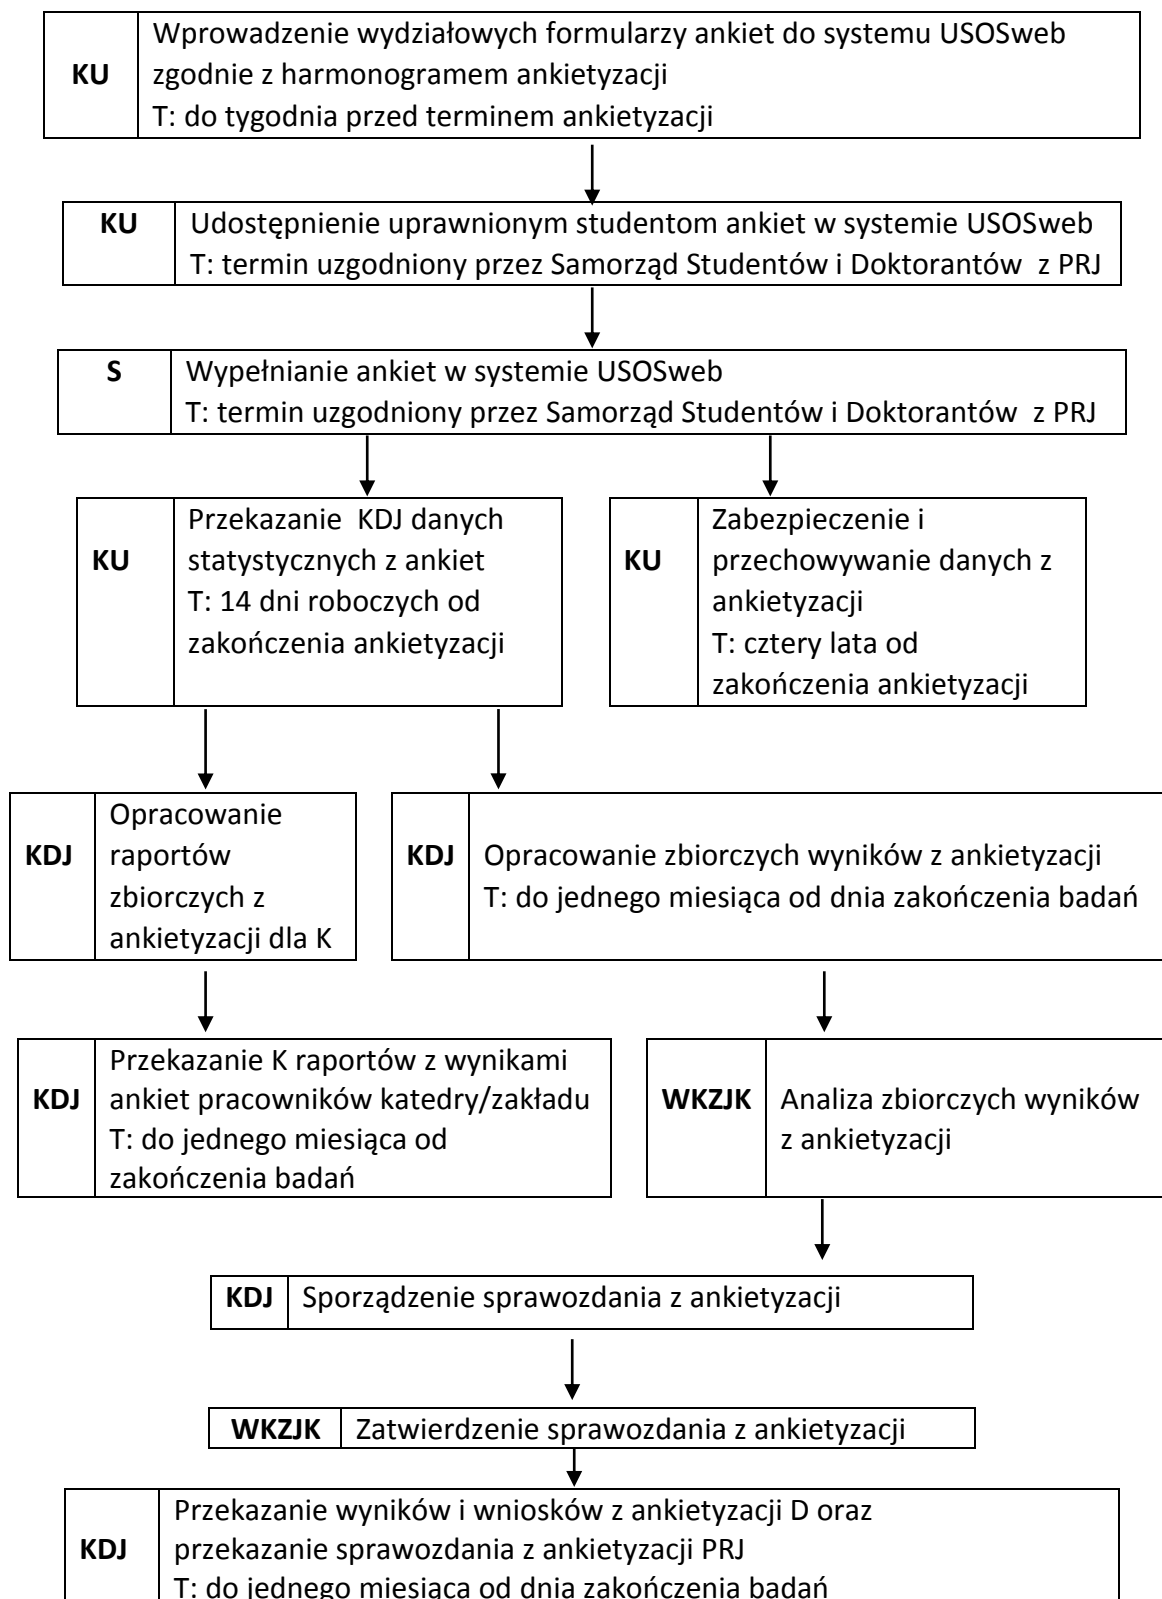 KU
Wprowadzenie wydziałowych formularzy ankiet do systemu USOSweb
zgodnie z harmonogramem ankietyzacji
T: do tygodnia przed terminem ankietyzacji
KU
Udostępnienie uprawnionym studentom ankiet w systemie USOSweb
T: termin uzgodniony przez Samorząd Studentów i Doktorantów z PRJ
S
Wypełnianie ankiet w systemie USOSweb
T: termin uzgodniony przez Samorząd Studentów i Doktorantów z PRJ
KU
Przekazanie KDJ danych
statystycznych z ankiet
T: 14 dni roboczych od
zakończenia ankietyzacji
KU
Zabezpieczenie i
przechowywanie danych z
ankietyzacji
T: cztery lata od
zakończenia ankietyzacji
KDJ
Opracowanie
raportów
zbiorczych z
ankietyzacji dla K
KDJ
Opracowanie zbiorczych wyników z ankietyzacji
T: do jednego miesiąca od dnia zakończenia badań
KDJ
Przekazanie K raportów z wynikami
ankiet pracowników katedry/zakładu
T: do jednego miesiąca od
zakończenia badań
WKZJK
Analiza zbiorczych wyników
z ankietyzacji
KDJ
Sporządzenie sprawozdania z ankietyzacji
WKZJK
Zatwierdzenie sprawozdania z ankietyzacji
KDJ
Przekazanie wyników i wniosków z ankietyzacji D oraz
przekazanie sprawozdania z ankietyzacji PRJ
T: do jednego miesiąca od dnia zakończenia badań